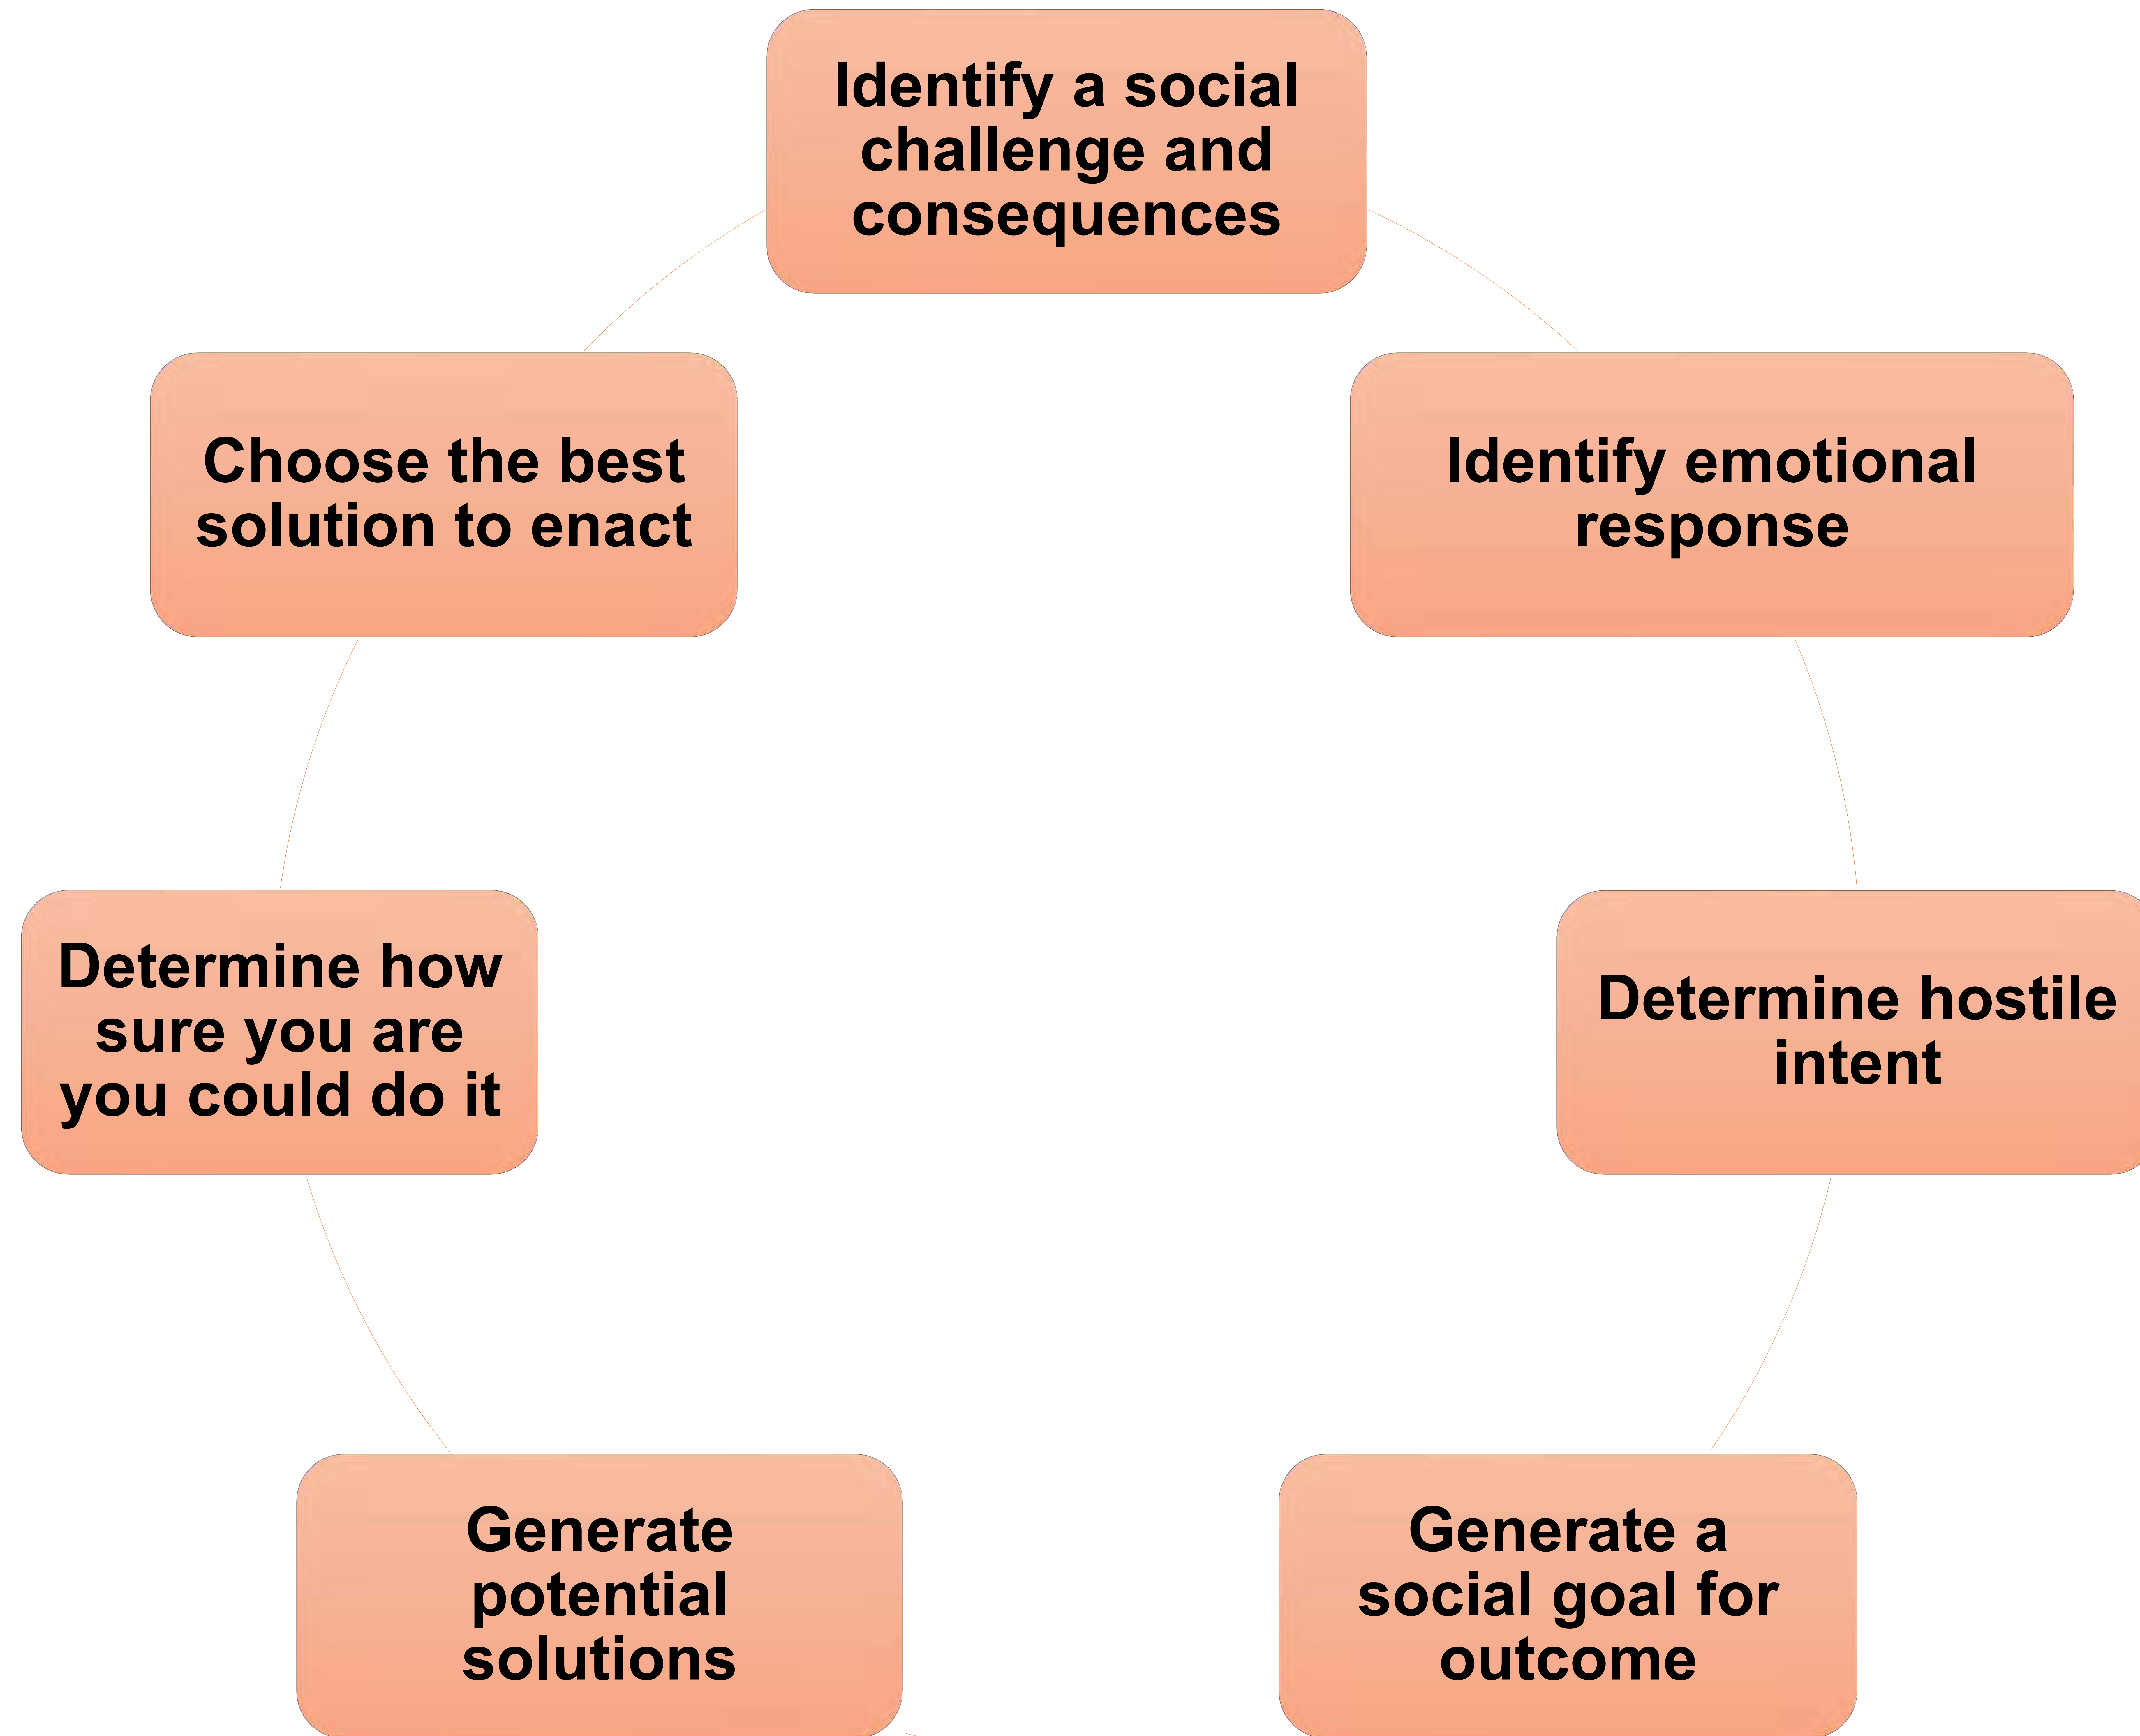 Identify a social
challenge and
consequences
Identify emotional
response
Determine hostile
intent
Generate a
social goal for
outcome
Generate
potential
solutions
Determine how
sure you are
you could do it
Choose the best
solution to enact